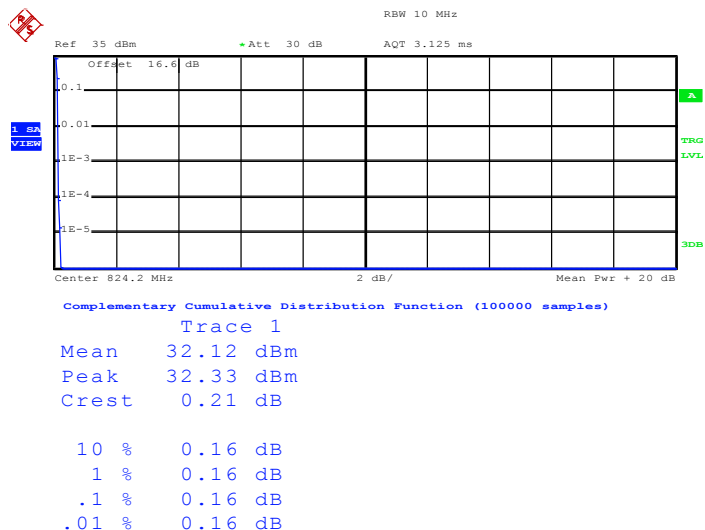 RBW 10 MHz
Ref 35 dBm *Att 30 dB AQT 3.125 ms
Offset 16.6 dB
0.1
A
0.01
1 SA
VIEW
TRG
LVL
1E-3
1E-4
1E-5
3DB
Center 824.2 MHz 2 dB/ Mean Pwr + 20 dB
Complementary Cumulative Distribution Function (100000 samples)
Trace 1
Mean 32.12 dBm
Peak 32.33 dBm
Crest 0.21 dB
10 % 0.16 dB
1 % 0.16 dB
.1 % 0.16 dB
.01 % 0.16 dB